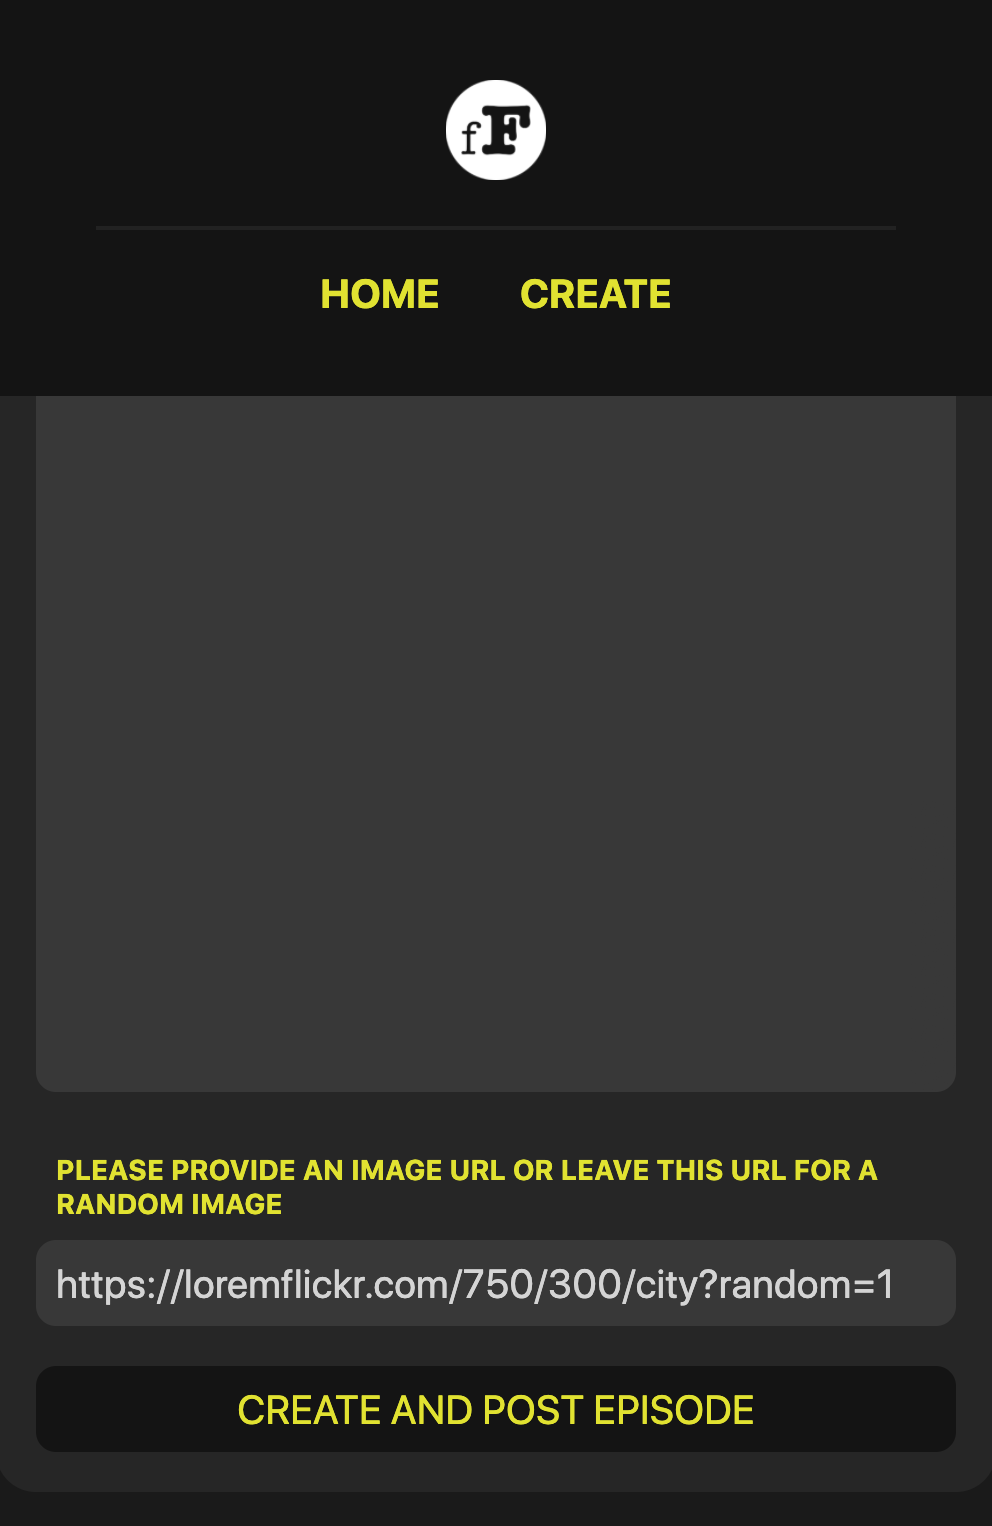 fF
HOME CREATE
PLEASE PROVIDE AN IMAGE URL OR LEAVE THIS URL FOR A
RANDOM IMAGE
https://loremflickr.com/750/300/city?random=1
CREATE AND POST EPISODE